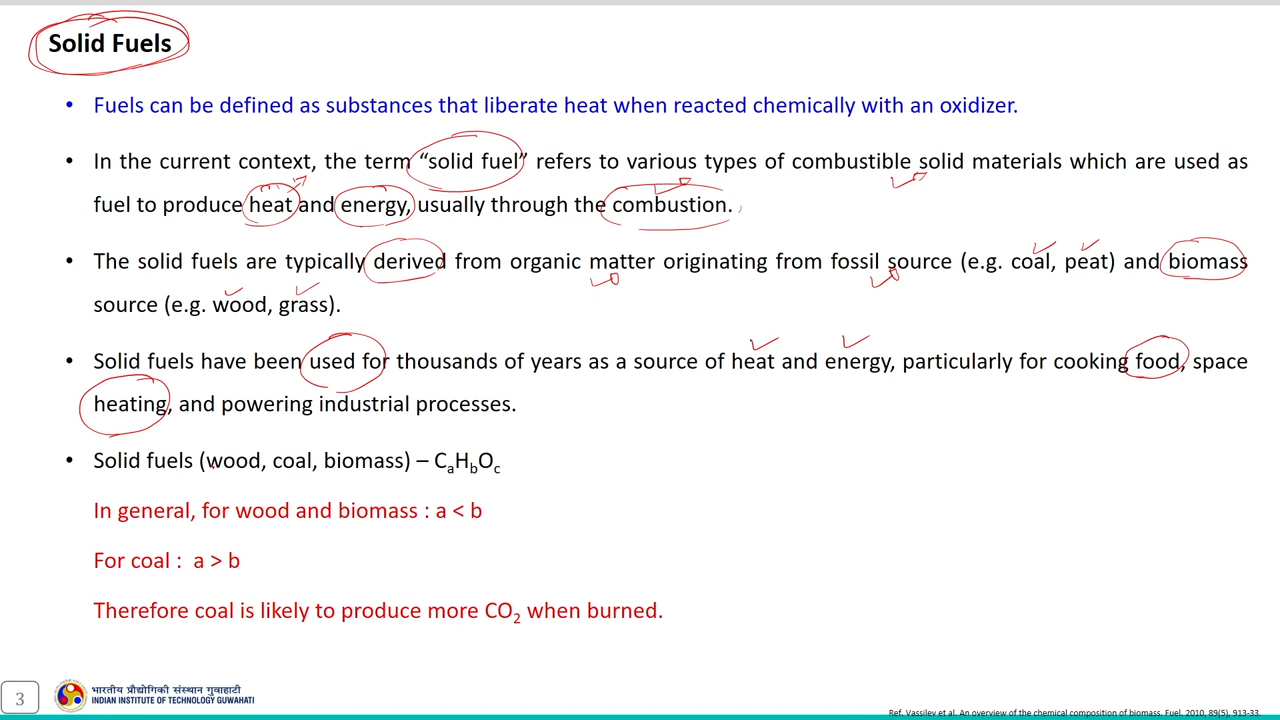 Solid Fuels
• Fuels can be defined as substances that liberate heat when reacted chemically with an oxidizer.
• In the current context, the term “solid fuel” refers to various types of combustible solid materials which are used as
fuel to produce heat and energy, usually through the combustion.
• The solid fuels are typically derived from organic matter originating from fossil source (e.g. coal, peat) and biomass
source (e.g. wood, grass).
• Solid fuels have been used for thousands of years as a source of heat and energy, particularly for cooking food, space
heating, and powering industrial processes.
• Solid fuels (wood, coal, biomass) – CₐH_bO_c
In general, for wood and biomass : a < b
For coal : a > b
Therefore coal is likely to produce more CO₂ when burned.
3
भारतीय प्रौद्योगिकी संस्थान गुवाहाटी
INDIAN INSTITUTE OF TECHNOLOGY GUWAHATI
Ref. Vassilev et al. An overview of the chemical composition of biomass. Fuel. 2010, 89(5), 913-33.